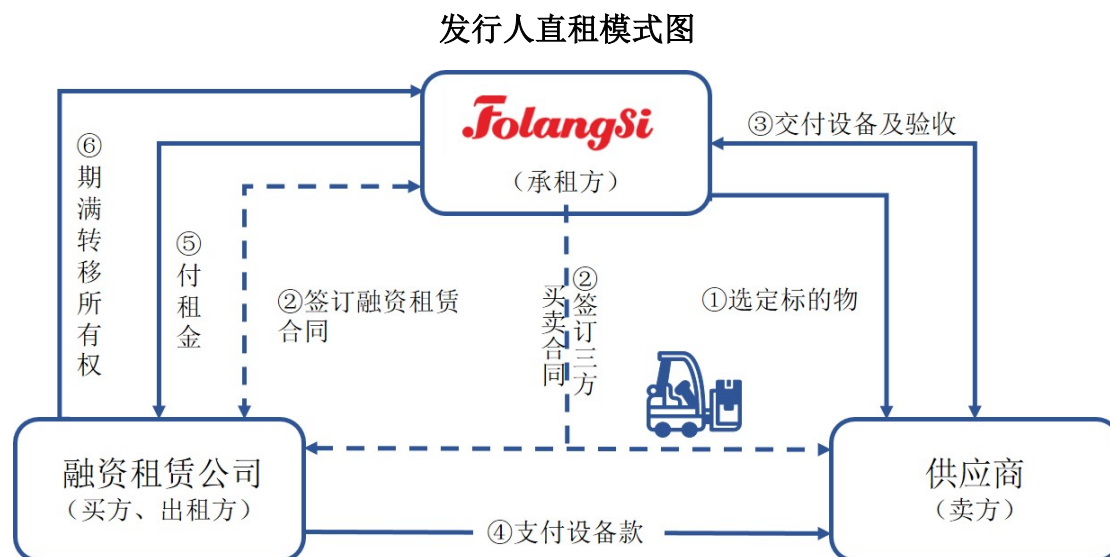 发行人直租模式图
FolangSi
（承租方）
③交付设备及验收
⑥期满转移所有权
⑤付租金
②签订融资租赁
合同
②签订三方
买卖合同
①选定标的物
融资租赁公司
（买方、出租方）
供应商
（卖方）
④支付设备款